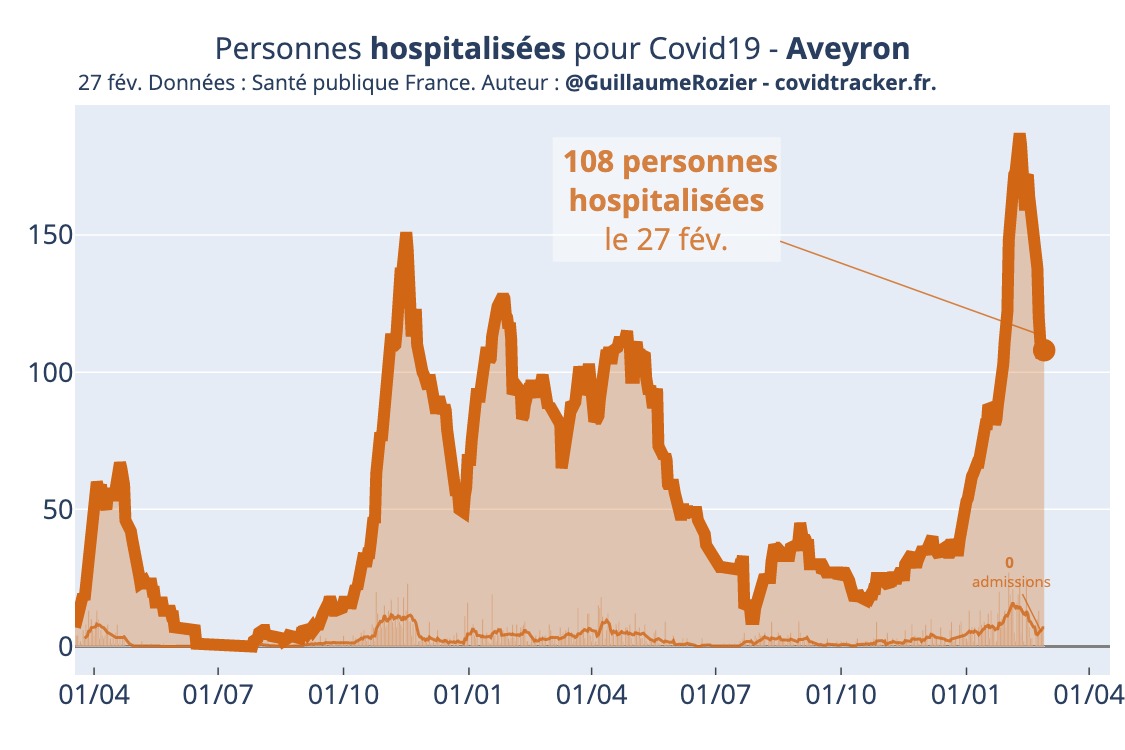 Personnes hospitalisées pour Covid19 - Aveyron
27 fév. Données : Santé publique France. Auteur : @GuillaumeRozier - covidtracker.fr.
108 personnes
hospitalisées
le 27 fév.
150
100
50
0
0
admissions
01/04
01/07
01/10
01/01
01/04
01/07
01/10
01/01
01/04